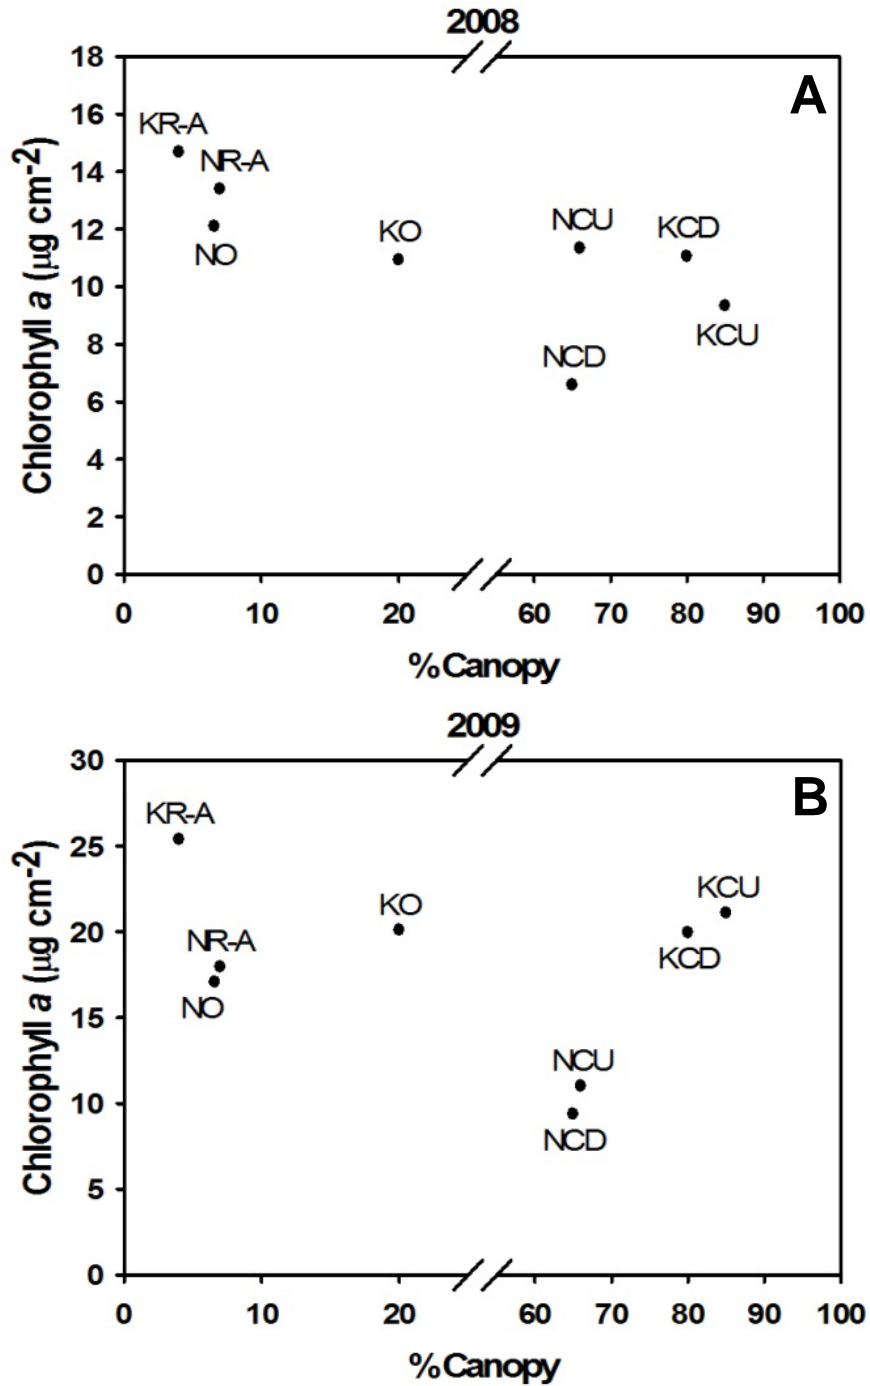 2008
A
18
16
14
12
10
8
6
4
2
0
Chlorophyll a (μg cm-2)
KR-A
NR-A
NO
KO
NCU
KCD
KCU
NCD
0 10 20 60 70 80 90 100
%Canopy
2009
B
30
25
20
15
10
5
0
Chlorophyll a (μg cm-2)
KR-A
KCU
KO
NR-A
KCD
NO
NCU
NCD
0 10 20 60 70 80 90 100
%Canopy